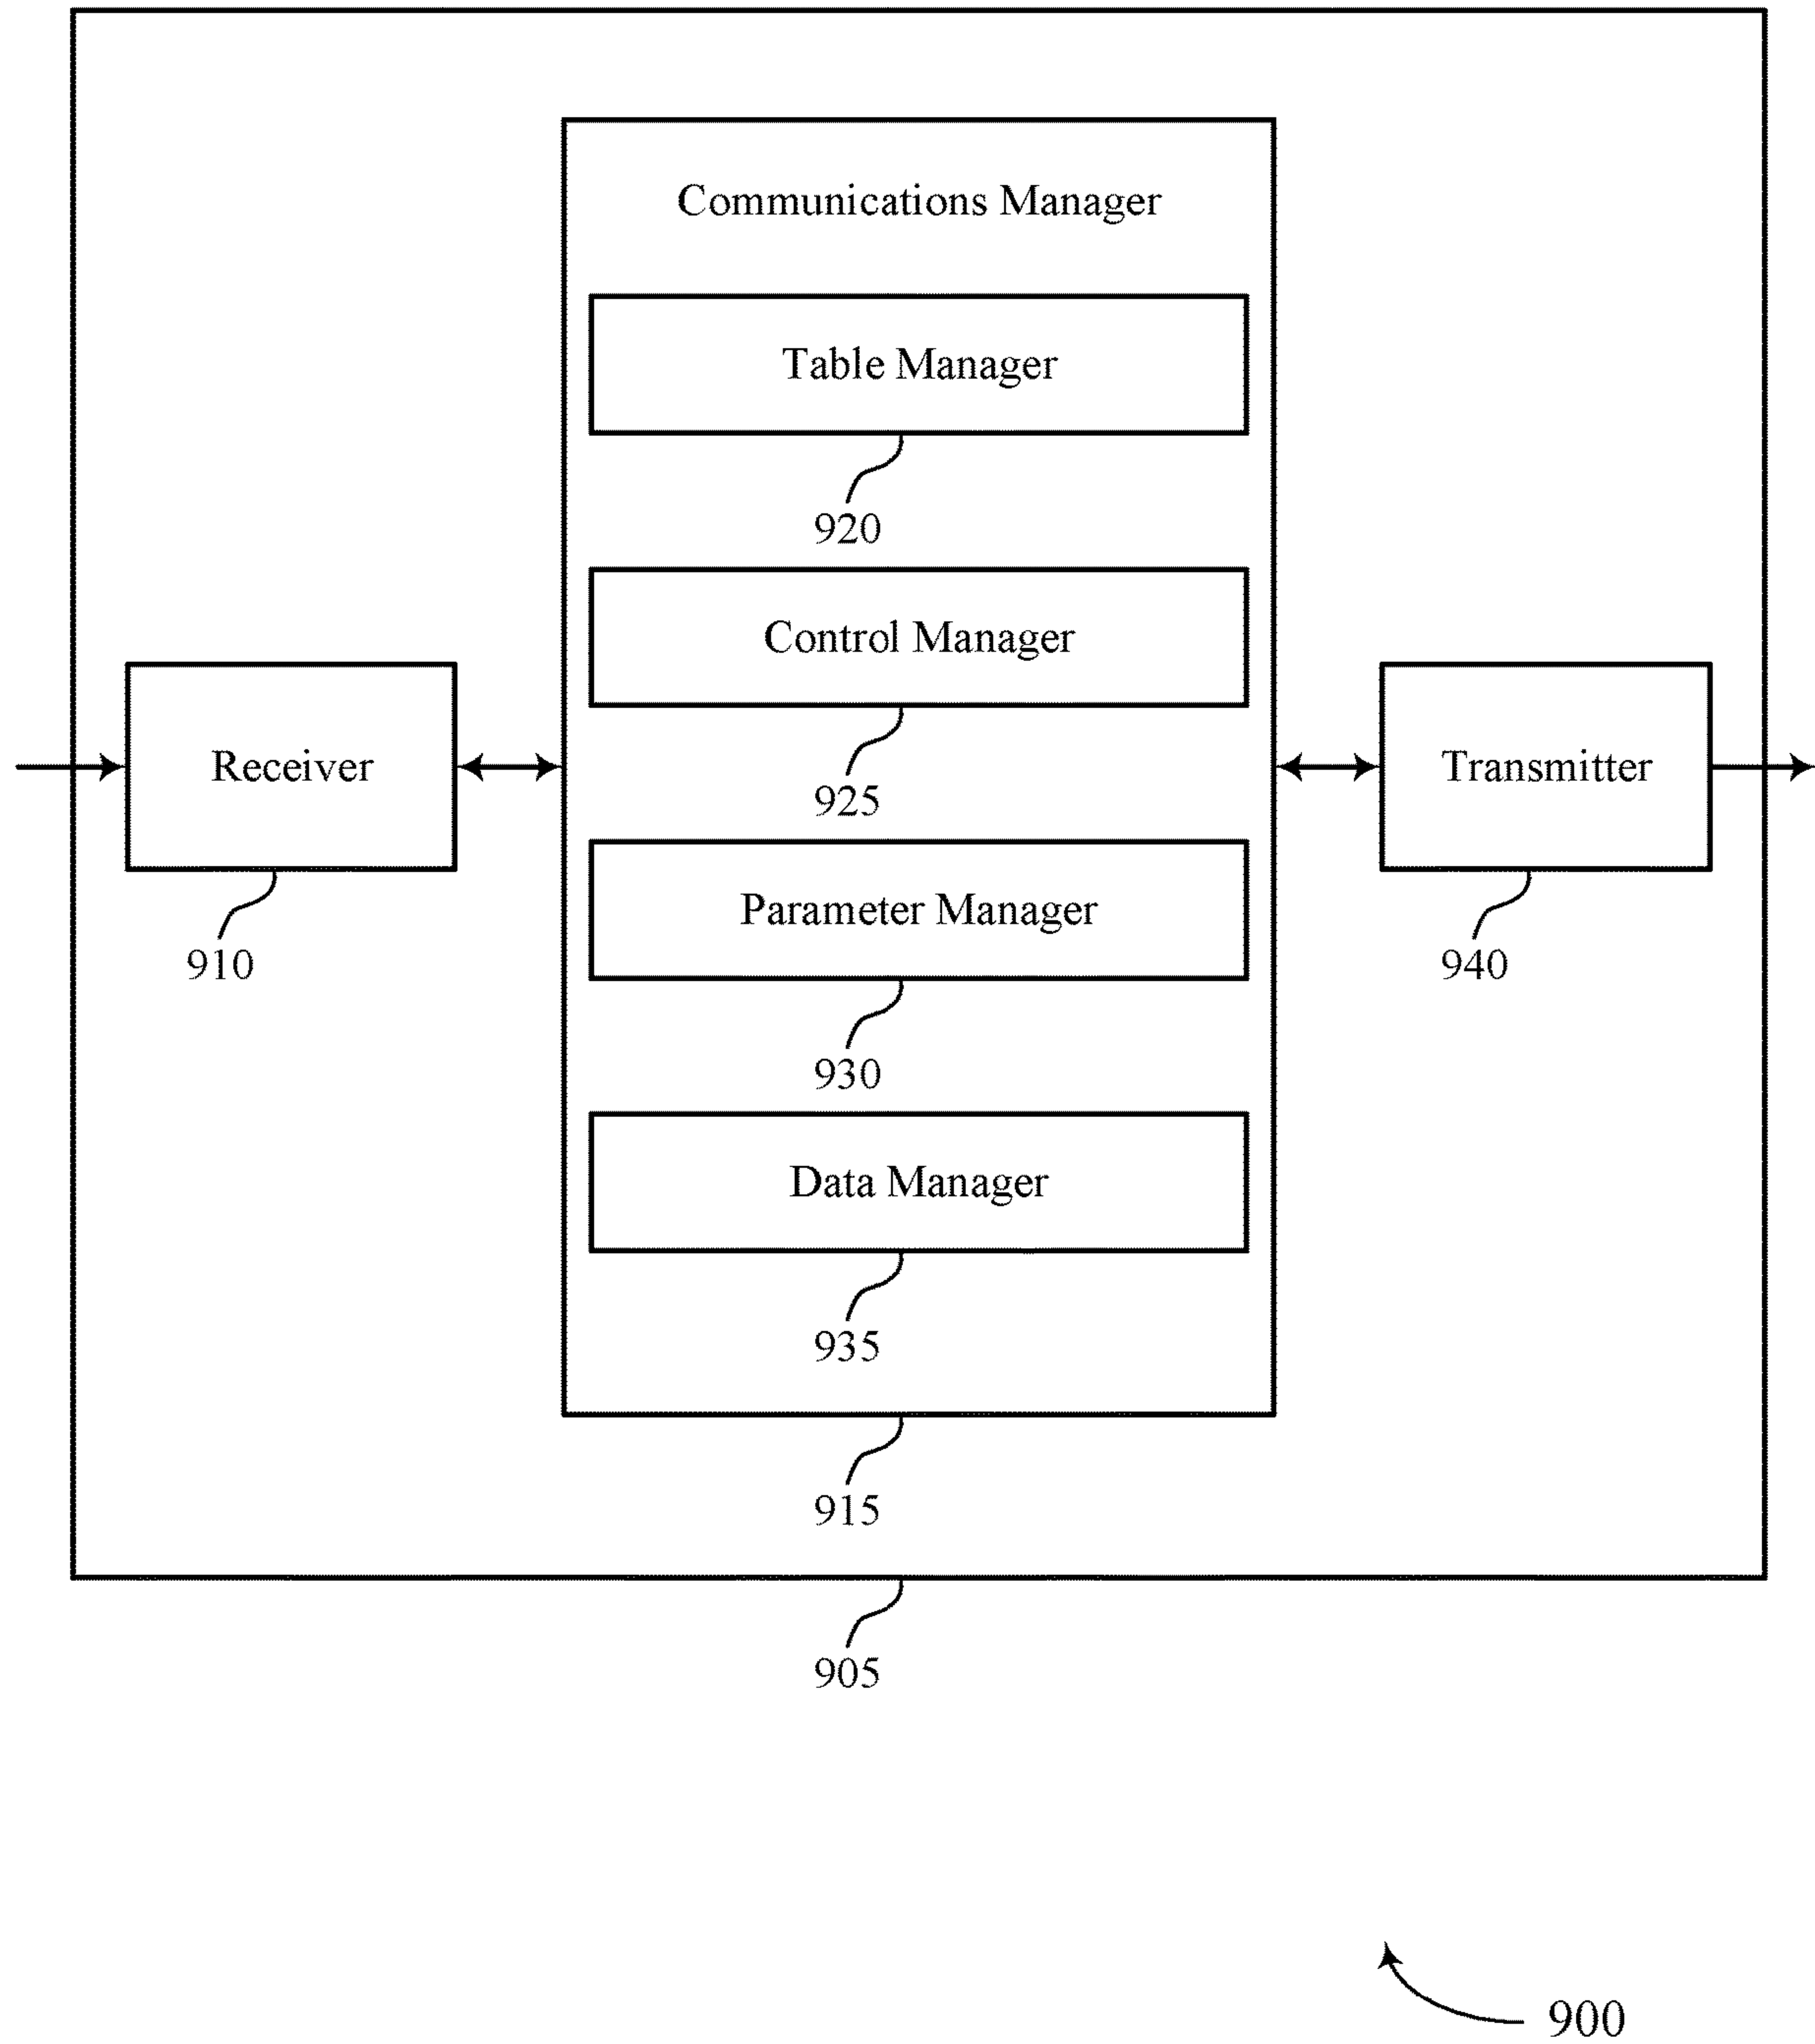 Communications Manager
Table Manager
920
Control Manager
925
Receiver
910
Transmitter
940
Parameter Manager
930
Data Manager
935
915
905
900